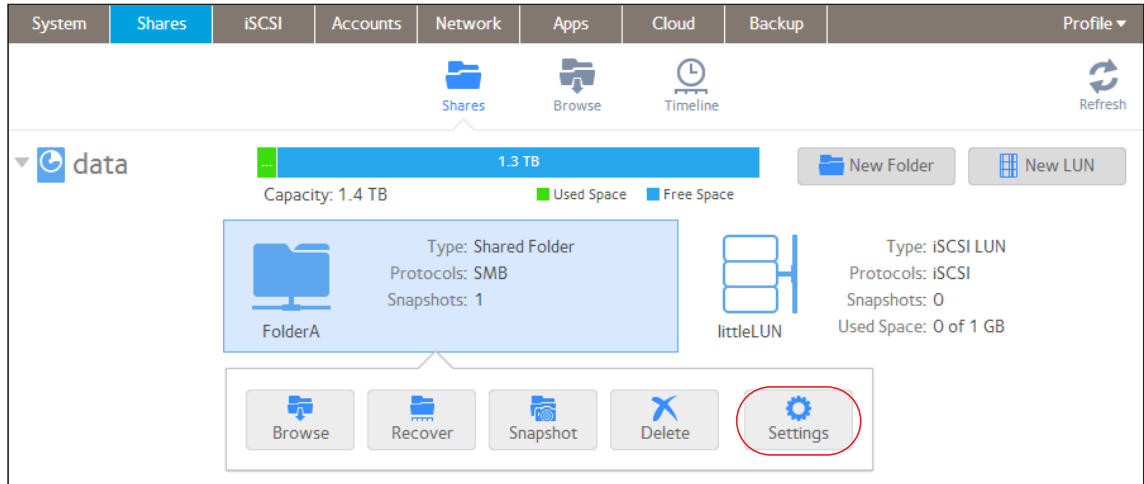 System Shares iSCSI Accounts Network Apps Cloud Backup Profile
Shares Browse Timeline Refresh
data ... 1.3 TB New Folder New LUN
Capacity: 1.4 TB Used Space Free Space
Type: Shared Folder
Protocols: SMB
Snapshots: 1
FolderA
Type: iSCSI LUN
Protocols: iSCSI
Snapshots: 0
Used Space: 0 of 1 GB
littleLUN
Browse Recover Snapshot Delete Settings